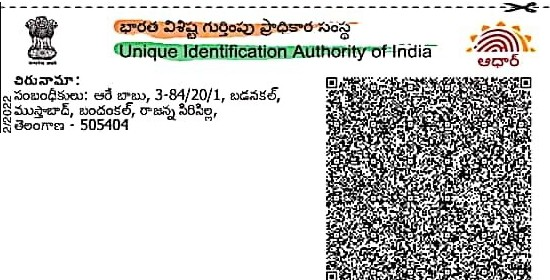 భారత విశిష్ట గుర్తింపు ప్రాధికార సంస్థ
Unique Identification Authority of India
ఆధార్
చిరునామా:
సంబంధీకులు: ఆరే బాబు, 3-84/20/1, బడనకల్,
ముస్తాబాద్, బందంకల్, రాజన్న సిరిసిల్ల,
తెలంగాణ - 505404
2/2022